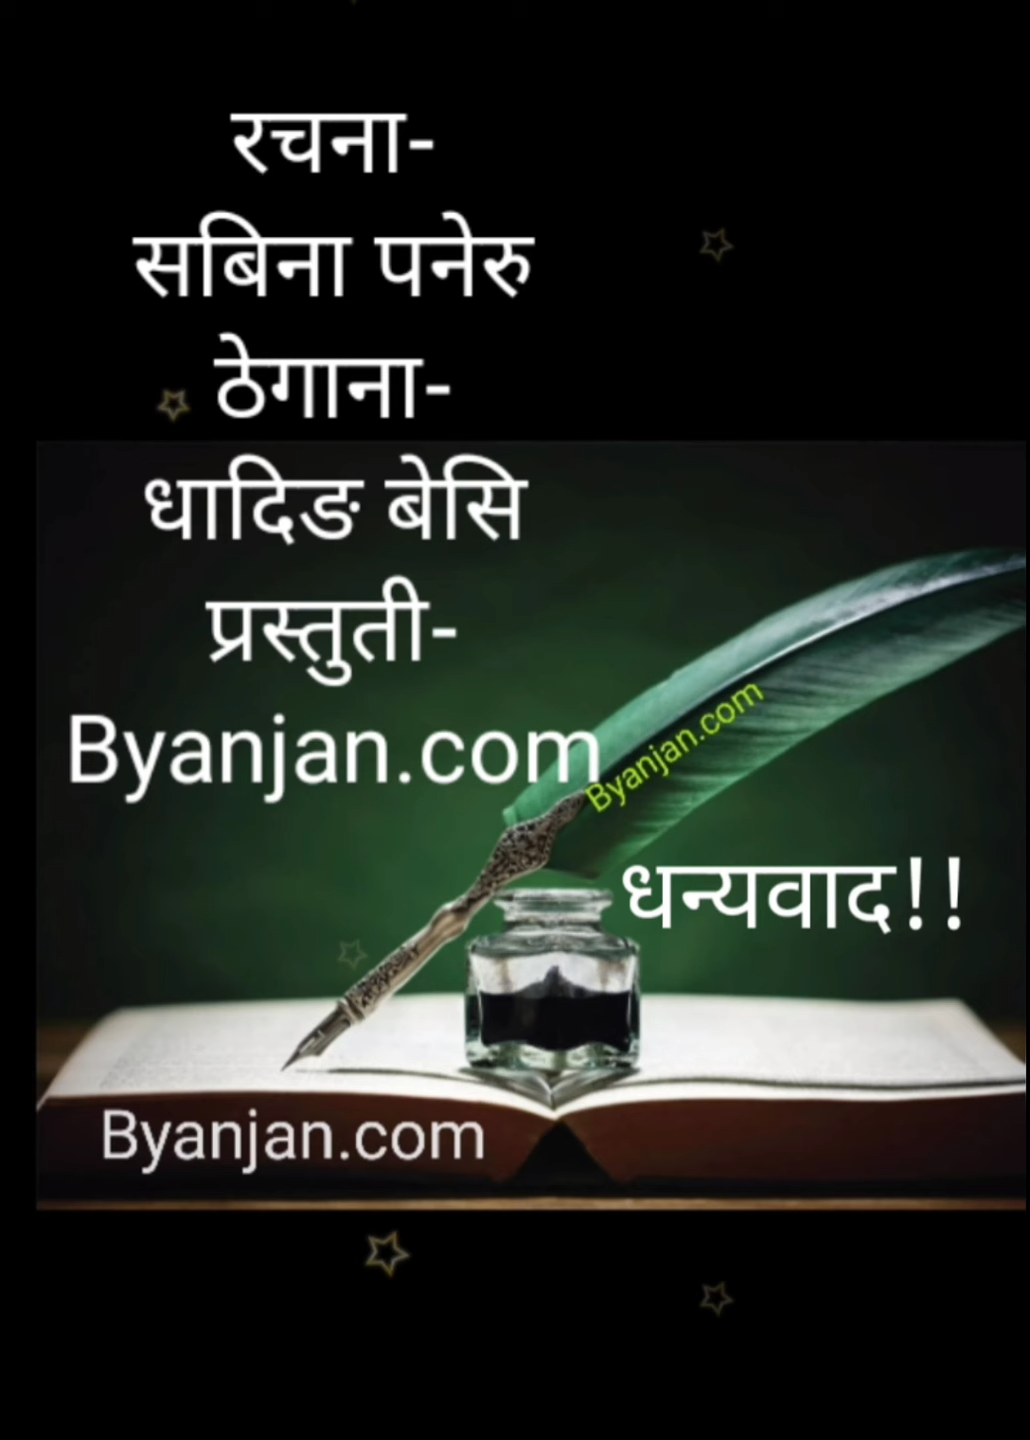 रचना-
सबिना पनेरु
ठेगाना-
धादिङ बेसि
प्रस्तुती-
Byanjan.com
Byanjan.com
धन्यवाद!!
Byanjan.com